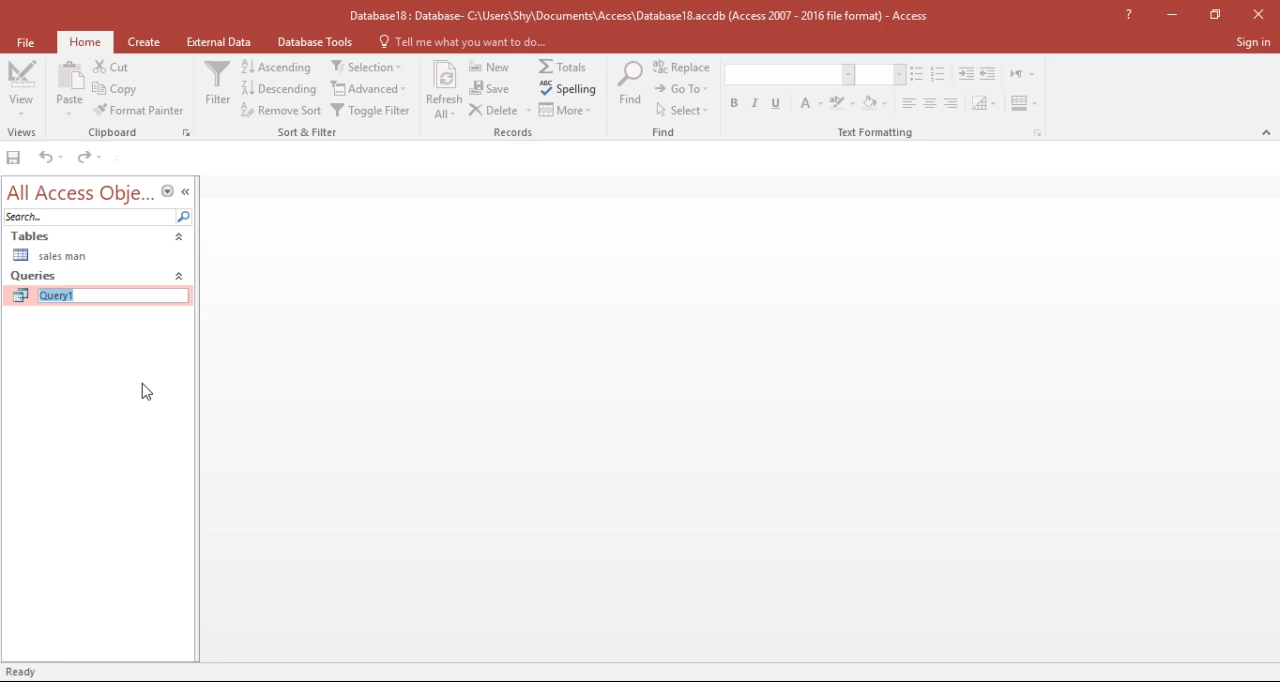 Database18 : Database- C:\Users\Shy\Documents\Access\Database18.accdb (Access 2007 - 2016 file format) - Access
?
File Home Create External Data Database Tools Tell me what you want to do... Sign in
View
Views
Paste
Cut
Copy
Format Painter
Clipboard
Filter
Ascending
Descending
Remove Sort
Selection
Advanced
Toggle Filter
Sort & Filter
Refresh
All
New
Save
Delete
Totals
Spelling
More
Records
Find
Replace
Go To
Select
Find
B I U A
Text Formatting
All Access Obje...
Search...
Tables
sales man
Queries
Query1
Ready